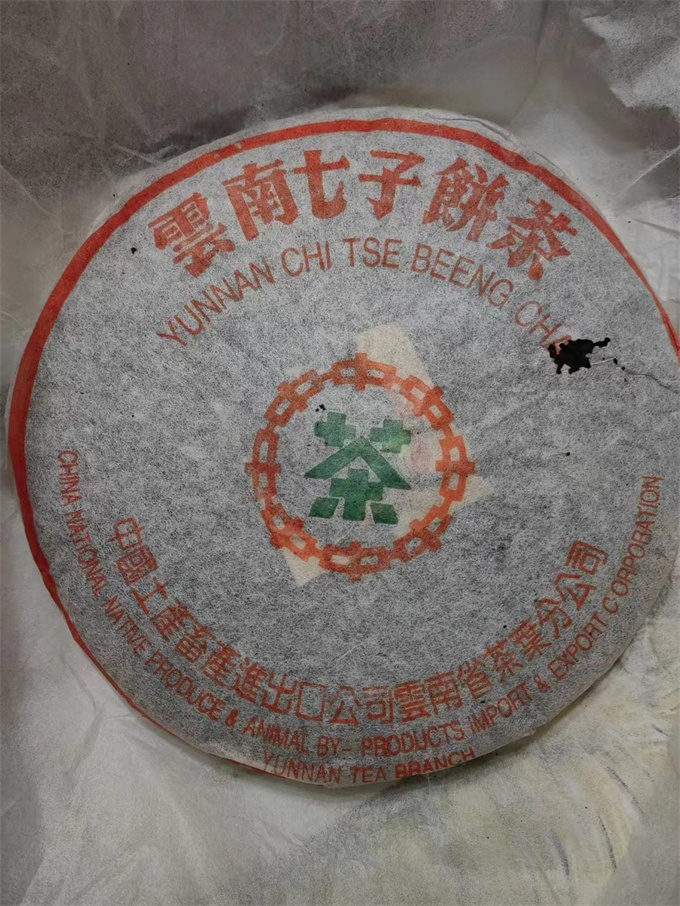 雲南七子餅茶
YUNNAN CHI TSE BEENG CHA
茶
中國土產畜產進出口公司雲南省茶葉分公司
CHINA NATIONAL NATIVE PRODUCE & ANIMAL BY- PRODUCTS IMPORT & EXPORT CORPORATION
YUNNAN TEA BRANCH